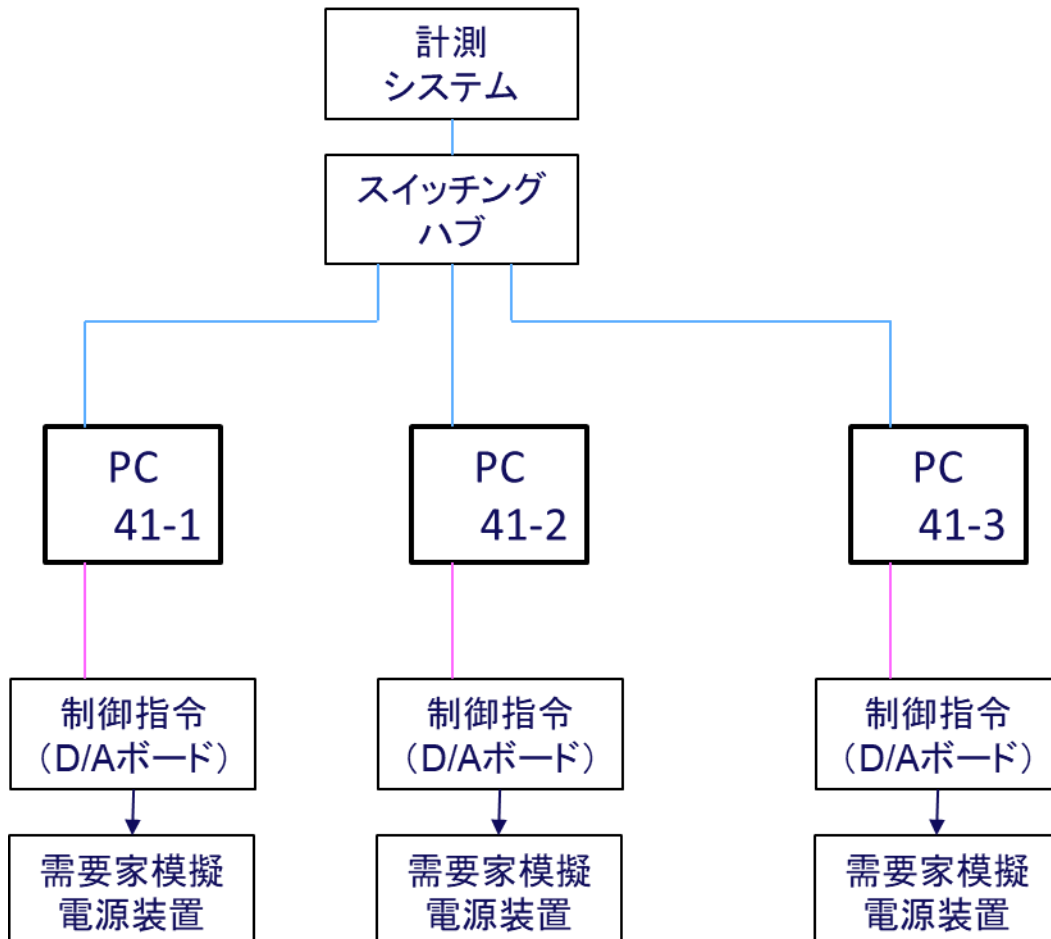 計測
システム
スイッチング
ハブ
PC
41-1
PC
41-2
PC
41-3
制御指令
（D/Aボード）
制御指令
（D/Aボード）
制御指令
（D/Aボード）
需要家模擬
電源装置
需要家模擬
電源装置
需要家模擬
電源装置